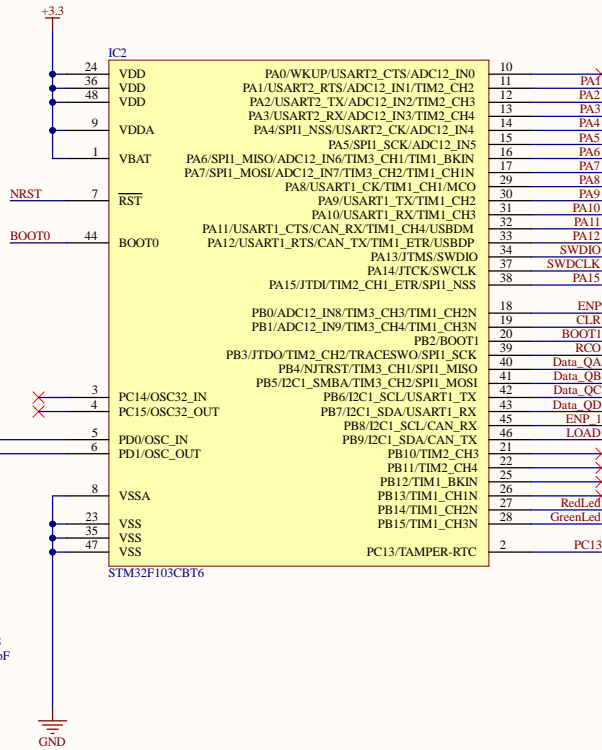 +3.3
IC2
24 VDD PA0/WKUP/USART2_CTS/ADC12_IN0 10
36 VDD PA1/USART2_RTS/ADC12_IN1/TIM2_CH2 11 PA1
48 VDD PA2/USART2_TX/ADC12_IN2/TIM2_CH3 12 PA2
PA3/USART2_RX/ADC12_IN3/TIM2_CH4 13 PA3
9 VDDA PA4/SPI1_NSS/USART2_CK/ADC12_IN4 14 PA4
PA5/SPI1_SCK/ADC12_IN5 15 PA5
1 VBAT PA6/SPI1_MISO/ADC12_IN6/TIM3_CH1/TIM1_BKIN 16 PA6
PA7/SPI1_MOSI/ADC12_IN7/TIM3_CH2/TIM1_CH1N 17 PA7
PA8/USART1_CK/TIM1_CH1/MCO 29 PA8
NRST 7 RST PA9/USART1_TX/TIM1_CH2 30 PA9
PA10/USART1_RX/TIM1_CH3 31 PA10
PA11/USART1_CTS/CAN_RX/TIM1_CH4/USBDM 32 PA11
BOOT0 44 BOOT0 PA12/USART1_RTS/CAN_TX/TIM1_ETR/USBDP 33 PA12
PA13/JTMS/SWDIO 34 SWDIO
PA14/JTCK/SWCLK 37 SWDCLK
PA15/JTDI/TIM2_CH1_ETR/SPI1_NSS 38 PA15
PB0/ADC12_IN8/TIM3_CH3/TIM1_CH2N 18 ENP
PB1/ADC12_IN9/TIM3_CH4/TIM1_CH3N 19 CLR
PB2/BOOT1 20 BOOT1
PB3/JTDO/TIM2_CH2/TRACESWO/SPI1_SCK 39 RCO
PB4/NJTRST/TIM3_CH1/SPI1_MISO 40 Data_QA
PB5/I2C1_SMBA/TIM3_CH2/SPI1_MOSI 41 Data_QB
3 PC14/OSC32_IN PB6/I2C1_SCL/USART1_TX 42 Data_QC
4 PC15/OSC32_OUT PB7/I2C1_SDA/USART1_RX 43 Data_QD
PB8/I2C1_SCL/CAN_RX 45 ENP_1
5 PD0/OSC_IN PB9/I2C1_SDA/CAN_TX 46 LOAD
6 PD1/OSC_OUT PB10/TIM2_CH3 21
PB11/TIM2_CH4 22
PB12/TIM1_BKIN 25
8 VSSA PB13/TIM1_CH1N 26
PB14/TIM1_CH2N 27 RedLed
23 VSS PB15/TIM1_CH3N 28 GreenLed
35 VSS
47 VSS PC13/TAMPER-RTC 2 PC13
STM32F103CBT6
GND